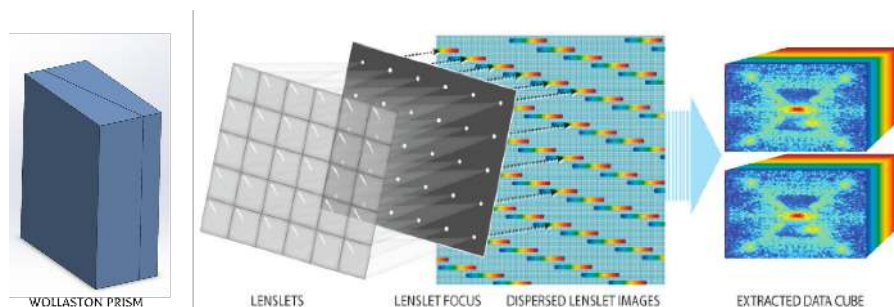 WOLLASTON PRISM
LENSLETS
LENSLET FOCUS
DISPERSED LENSLET IMAGES
EXTRACTED DATA CUBE